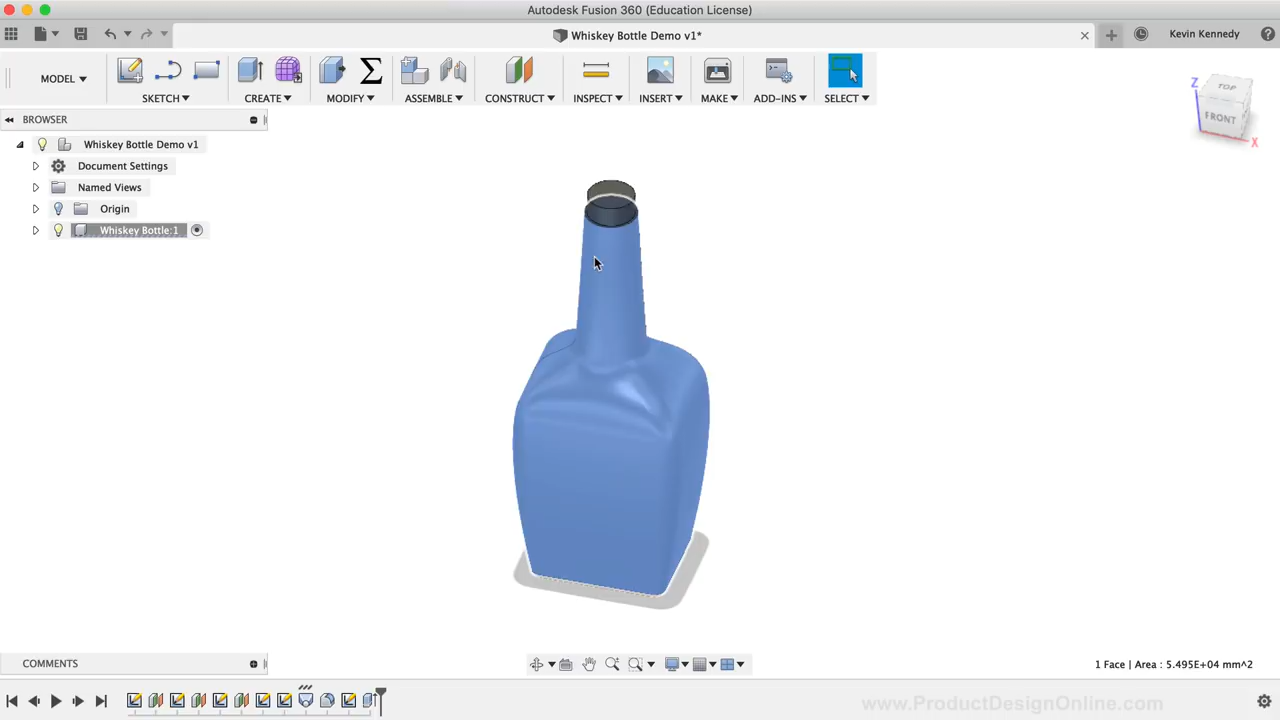 Autodesk Fusion 360 (Education License)
Whiskey Bottle Demo v1*
Kevin Kennedy
MODEL
SKETCH
CREATE
MODIFY
ASSEMBLE
CONSTRUCT
INSPECT
INSERT
MAKE
ADD-INS
SELECT
TOP
FRONT
Z
X
BROWSER
Whiskey Bottle Demo v1
Document Settings
Named Views
Origin
Whiskey Bottle:1
COMMENTS
1 Face | Area : 5.495E+04 mm^2
www.ProductDesignOnline.com